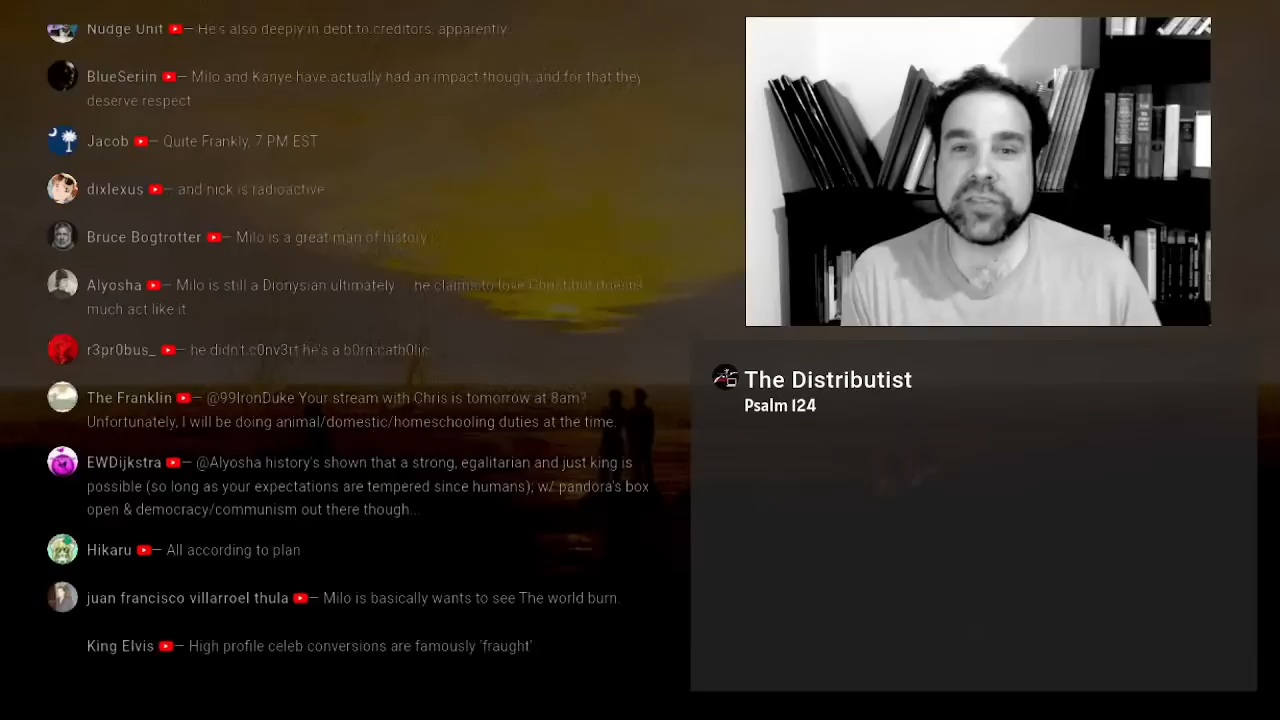 Nudge Unit — He's also deeply in debt to creditors, apparently.
BlueSeriin — Milo and Kanye have actually had an impact though, and for that they
deserve respect
Jacob — Quite Frankly, 7 PM EST
dixlexus — and nick is radioactive
Bruce Bogtrotter — Milo is a great man of history
Alyosha — Milo is still a Dionysian ultimately he claims to love Christ but doesnt
much act like it
r3pr0bus_ — he didn't c0nv3rt he's a b0rn cath0lic
The Franklin — @99IronDuke Your stream with Chris is tomorrow at 8am?
Unfortunately, I will be doing animal/domestic/homeschooling duties at the time.
EWDijkstra — @Alyosha history's shown that a strong, egalitarian and just king is
possible (so long as your expectations are tempered since humans); w/ pandora's box
open & democracy/communism out there though...
Hikaru — All according to plan
juan francisco villarroel thula — Milo is basically wants to see The world burn.
King Elvis — High profile celeb conversions are famously 'fraught'
The Distributist
Psalm 124